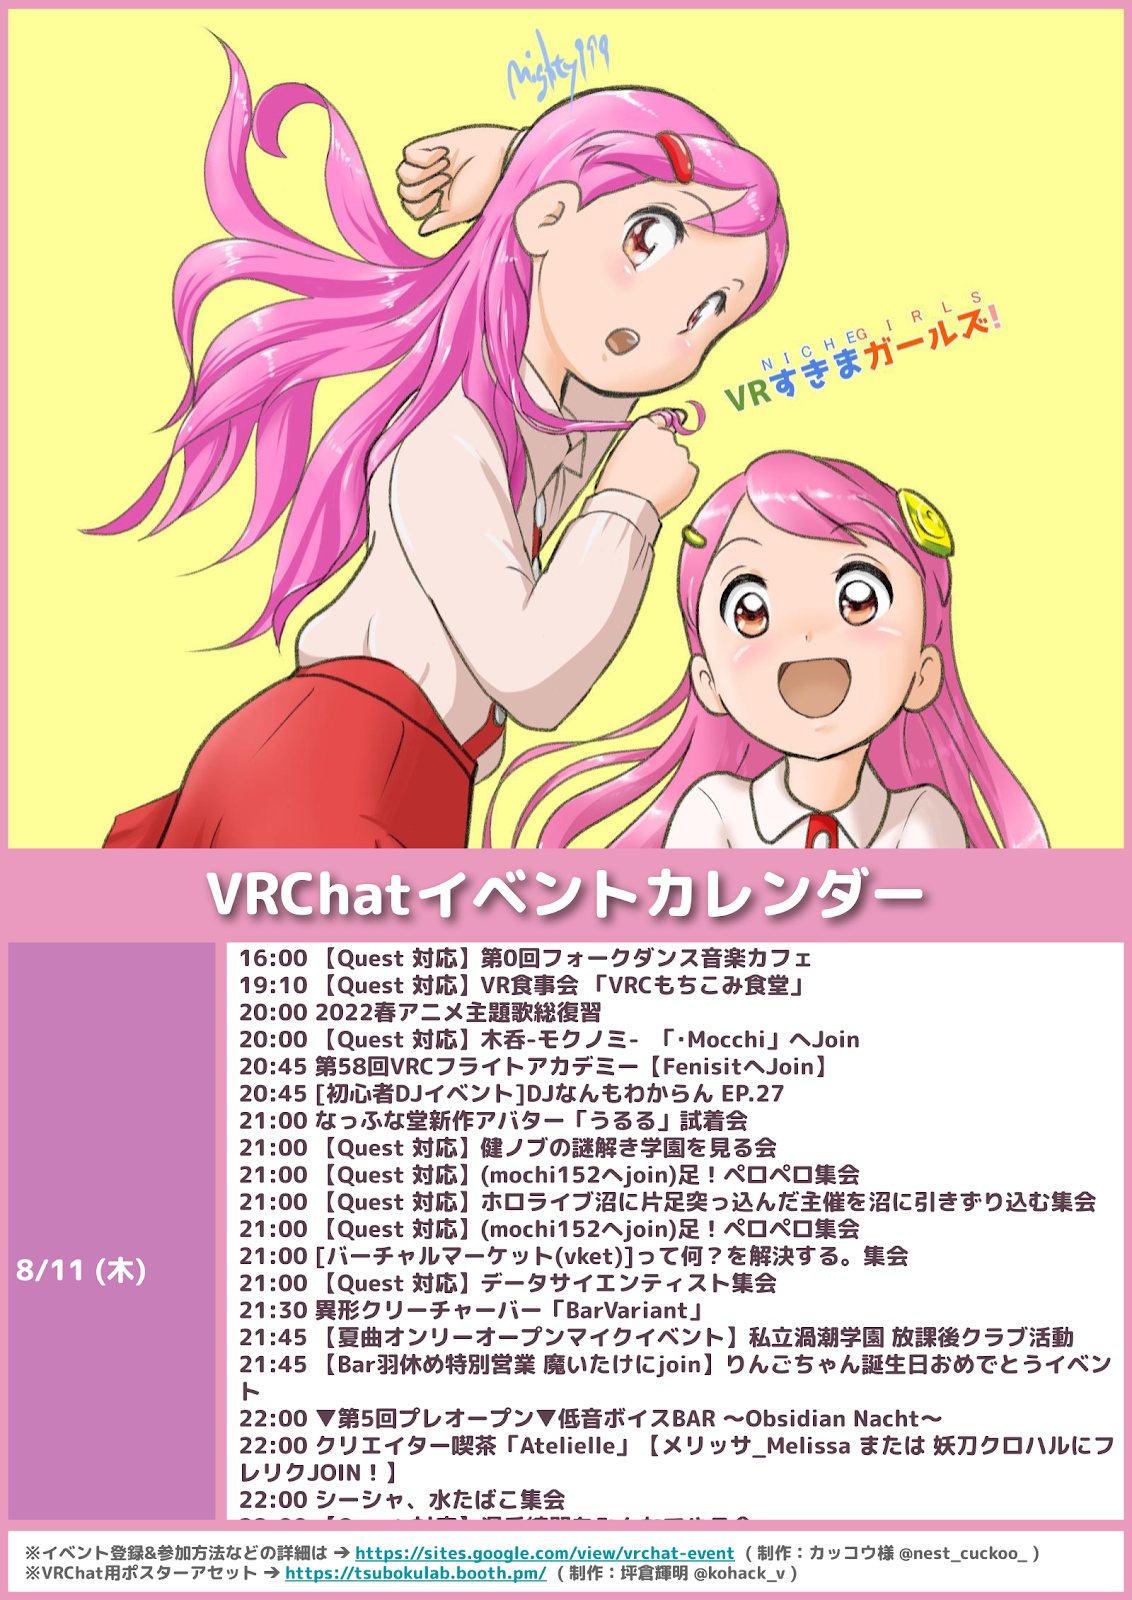 mighty199
NICHE GIRLS
VRすきまガールズ!
VRChatイベントカレンダー
8/11 (木)
16:00 【Quest 対応】第0回フォークダンス音楽カフェ
19:10 【Quest 対応】VR食事会 「VRCもちこみ食堂」
20:00 2022春アニメ主題歌総復習
20:00 【Quest 対応】木呑-モクノミ- 「･Mocchi」へJoin
20:45 第58回VRCフライトアカデミー【FenisitへJoin】
20:45 [初心者DJイベント]DJなんもわからん EP.27
21:00 なっふな堂新作アバター「うるる」試着会
21:00 【Quest 対応】健ノブの謎解き学園を見る会
21:00 【Quest 対応】(mochi152へjoin)足！ペロペロ集会
21:00 【Quest 対応】ホロライブ沼に片足突っ込んだ主催を沼に引きずり込む集会
21:00 【Quest 対応】(mochi152へjoin)足！ペロペロ集会
21:00 [バーチャルマーケット(vket)]って何？を解決する。集会
21:00 【Quest 対応】データサイエンティスト集会
21:30 異形クリーチャーバー「BarVariant」
21:45 【夏曲オンリーオープンマイクイベント】私立渦潮学園 放課後クラブ活動
21:45 【Bar羽休め特別営業 魔いたけにjoin】りんごちゃん誕生日おめでとうイベン
ト
22:00 ▼第5回プレオープン▼低音ボイスBAR ～Obsidian Nacht～
22:00 クリエイター喫茶「Atelielle」【メリッサ_Melissa または 妖刀クロハルにフ
レリクJOIN！】
22:00 シーシャ、水たばこ集会
※イベント登録&参加方法などの詳細は → https://sites.google.com/view/vrchat-event ( 制作：カッコウ様 @nest_cuckoo_ )
※VRChat用ポスターアセット → https://tsubokulab.booth.pm/ ( 制作：坪倉輝明 @kohack_v )